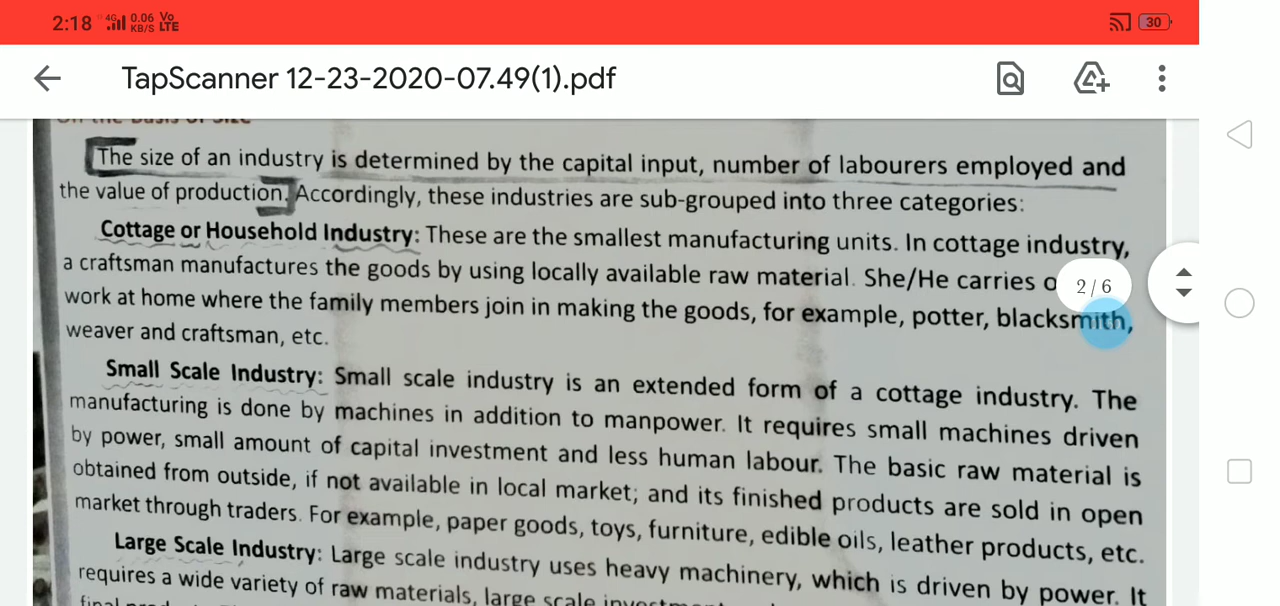 2:18 4G 0.06 KB/S Vo LTE 30
TapScanner 12-23-2020-07.49(1).pdf
On the Basis of Size
The size of an industry is determined by the capital input, number of labourers employed and
the value of production. Accordingly, these industries are sub-grouped into three categories:
Cottage or Household Industry: These are the smallest manufacturing units. In cottage industry,
a craftsman manufactures the goods by using locally available raw material. She/He carries
2/6
work at home where the family members join in making the goods, for example, potter, blacksmith,
weaver and craftsman, etc.
Small Scale Industry: Small scale industry is an extended form of a cottage industry. The
manufacturing is done by machines in addition to manpower. It requires small machines driven
by power, small amount of capital investment and less human labour. The basic raw material is
obtained from outside, if not available in local market; and its finished products are sold in open
market through traders. For example, paper goods, toys, furniture, edible oils, leather products, etc.
Large Scale Industry: Large scale industry uses heavy machinery, which is driven by power. It
requires a wide variety of raw materials, large scale